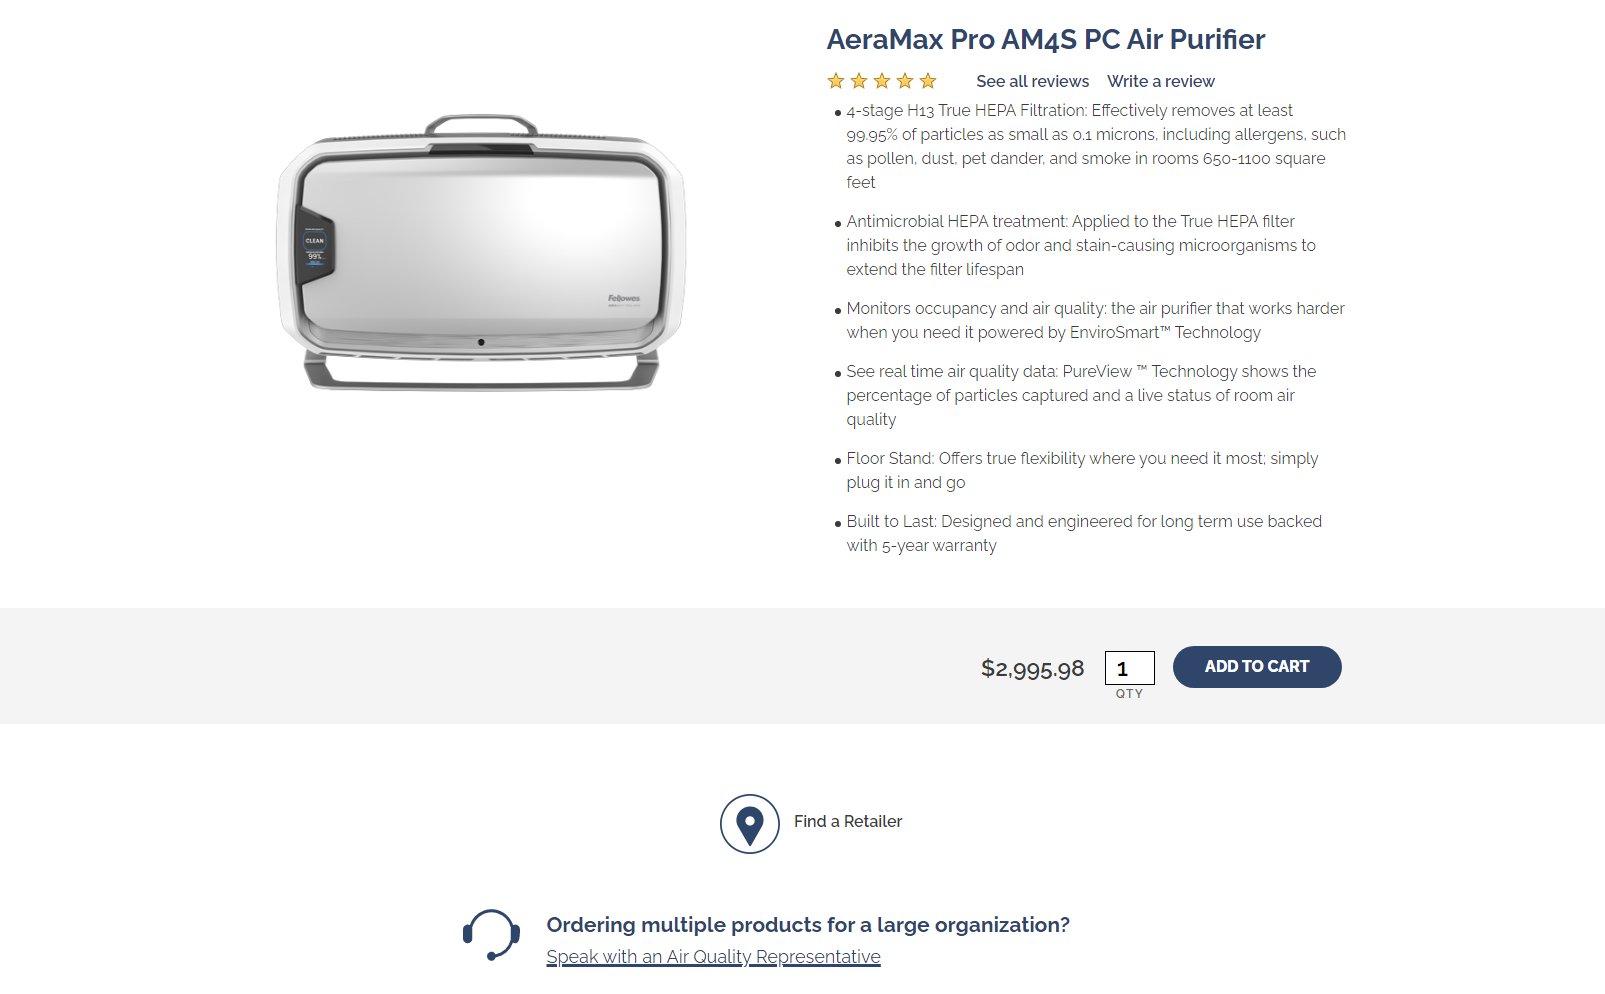 AeraMax Pro AM4S PC Air Purifier
See all reviews Write a review
• 4-stage H13 True HEPA Filtration: Effectively removes at least
99.95% of particles as small as 0.1 microns, including allergens, such
as pollen, dust, pet dander, and smoke in rooms 650-1100 square
feet
• Antimicrobial HEPA treatment: Applied to the True HEPA filter
inhibits the growth of odor and stain-causing microorganisms to
extend the filter lifespan
• Monitors occupancy and air quality: the air purifier that works harder
when you need it powered by EnviroSmart™ Technology
• See real time air quality data: PureView ™ Technology shows the
percentage of particles captured and a live status of room air
quality
• Floor Stand: Offers true flexibility where you need it most; simply
plug it in and go
• Built to Last: Designed and engineered for long term use backed
with 5-year warranty
CLEAN
99%
Fellowes
$2,995.98 1 ADD TO CART
QTY
Find a Retailer
Ordering multiple products for a large organization?
Speak with an Air Quality Representative